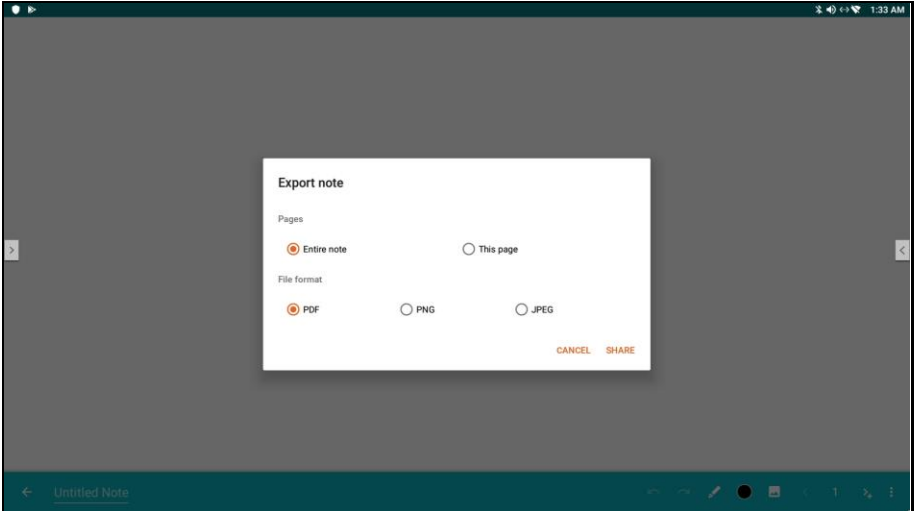 1:33 AM
Export note
Pages
Entire note This page
File format
PDF PNG JPEG
CANCEL SHARE
Untitled Note 1